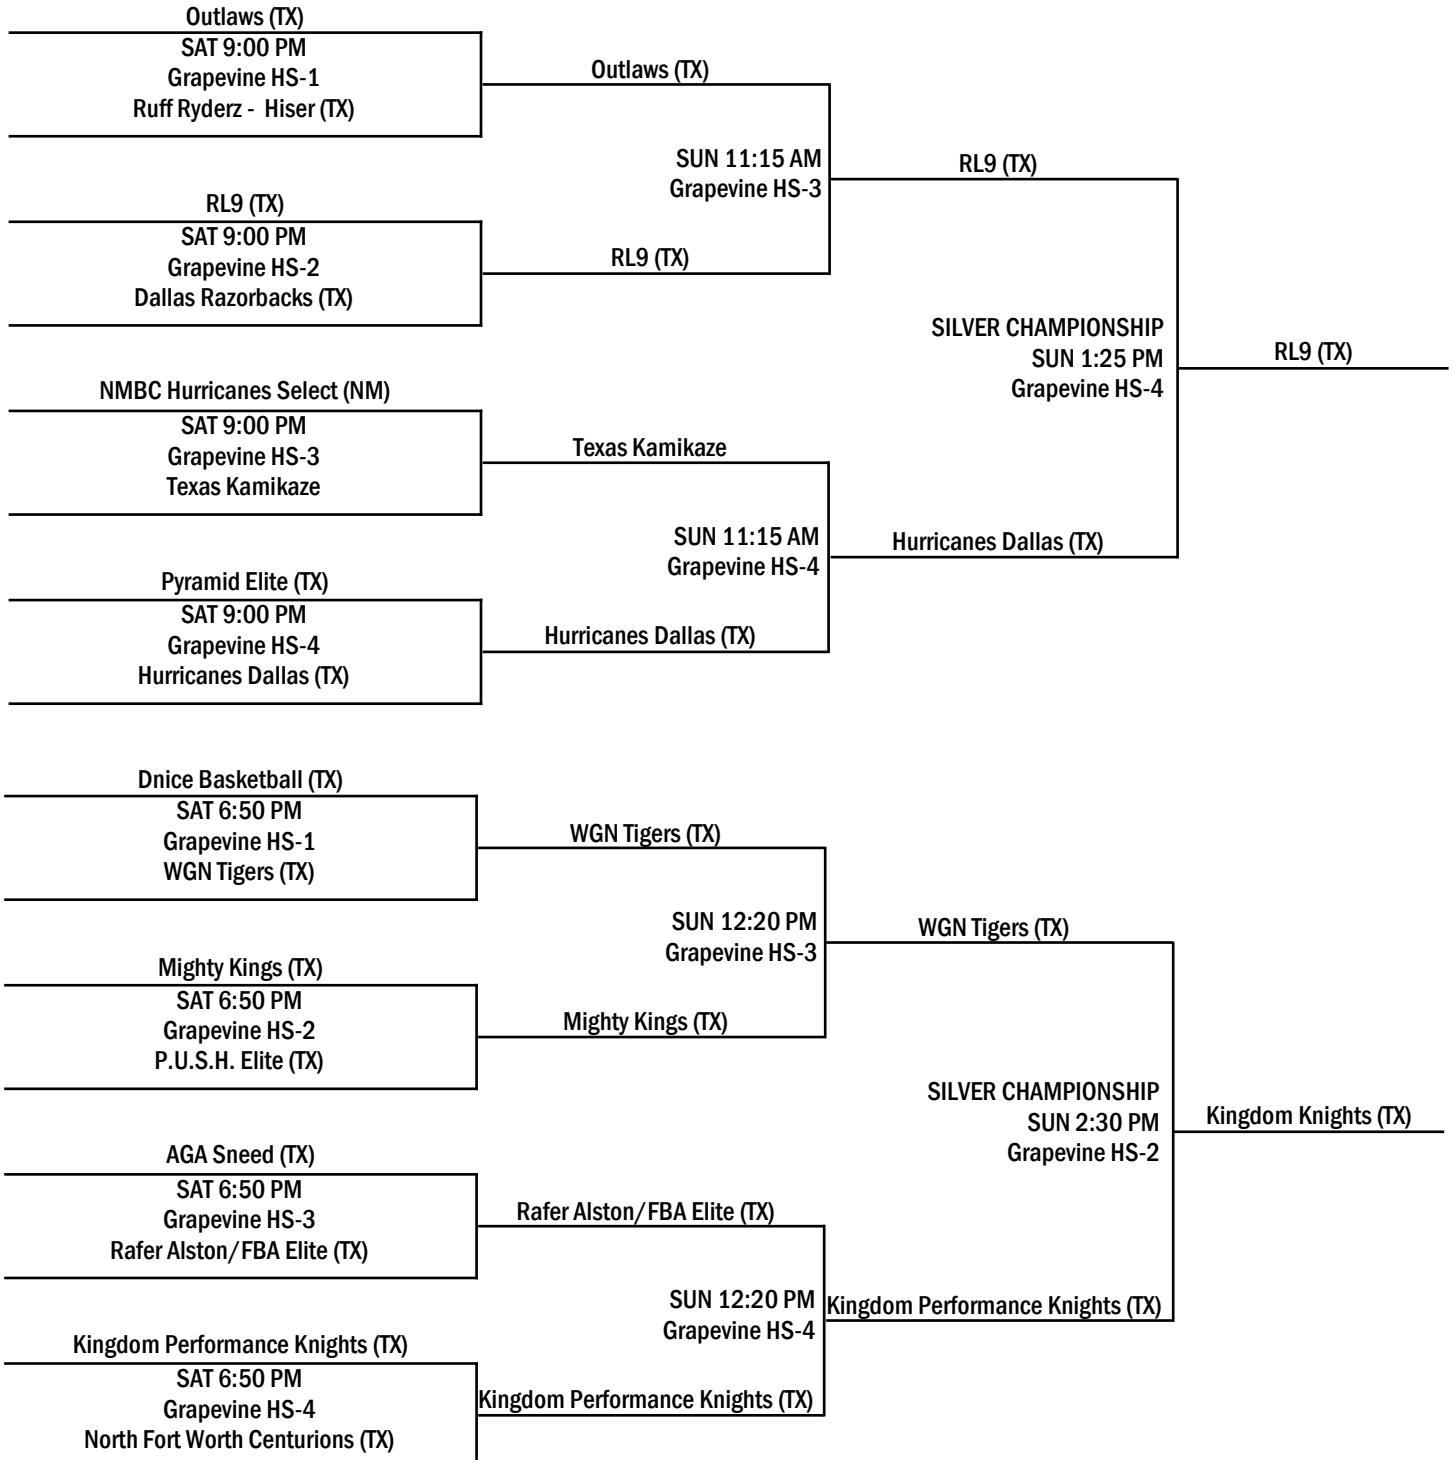 Outlaws (TX)
SAT 9:00 PM
Grapevine HS-1
Ruff Ryderz - Hiser (TX)
Outlaws (TX)
SUN 11:15 AM
Grapevine HS-3
RL9 (TX)
RL9 (TX)
SAT 9:00 PM
Grapevine HS-2
Dallas Razorbacks (TX)
RL9 (TX)
SILVER CHAMPIONSHIP
SUN 1:25 PM
Grapevine HS-4
RL9 (TX)
NMBC Hurricanes Select (NM)
SAT 9:00 PM
Grapevine HS-3
Texas Kamikaze
Texas Kamikaze
SUN 11:15 AM
Grapevine HS-4
Hurricanes Dallas (TX)
Pyramid Elite (TX)
SAT 9:00 PM
Grapevine HS-4
Hurricanes Dallas (TX)
Hurricanes Dallas (TX)
Dnice Basketball (TX)
SAT 6:50 PM
Grapevine HS-1
WGN Tigers (TX)
WGN Tigers (TX)
SUN 12:20 PM
Grapevine HS-3
WGN Tigers (TX)
Mighty Kings (TX)
SAT 6:50 PM
Grapevine HS-2
P.U.S.H. Elite (TX)
Mighty Kings (TX)
SILVER CHAMPIONSHIP
SUN 2:30 PM
Grapevine HS-2
Kingdom Knights (TX)
AGA Sneed (TX)
SAT 6:50 PM
Grapevine HS-3
Rafer Alston/FBA Elite (TX)
Rafer Alston/FBA Elite (TX)
SUN 12:20 PM
Grapevine HS-4
Kingdom Performance Knights (TX)
Kingdom Performance Knights (TX)
SAT 6:50 PM
Grapevine HS-4
North Fort Worth Centurions (TX)
Kingdom Performance Knights (TX)